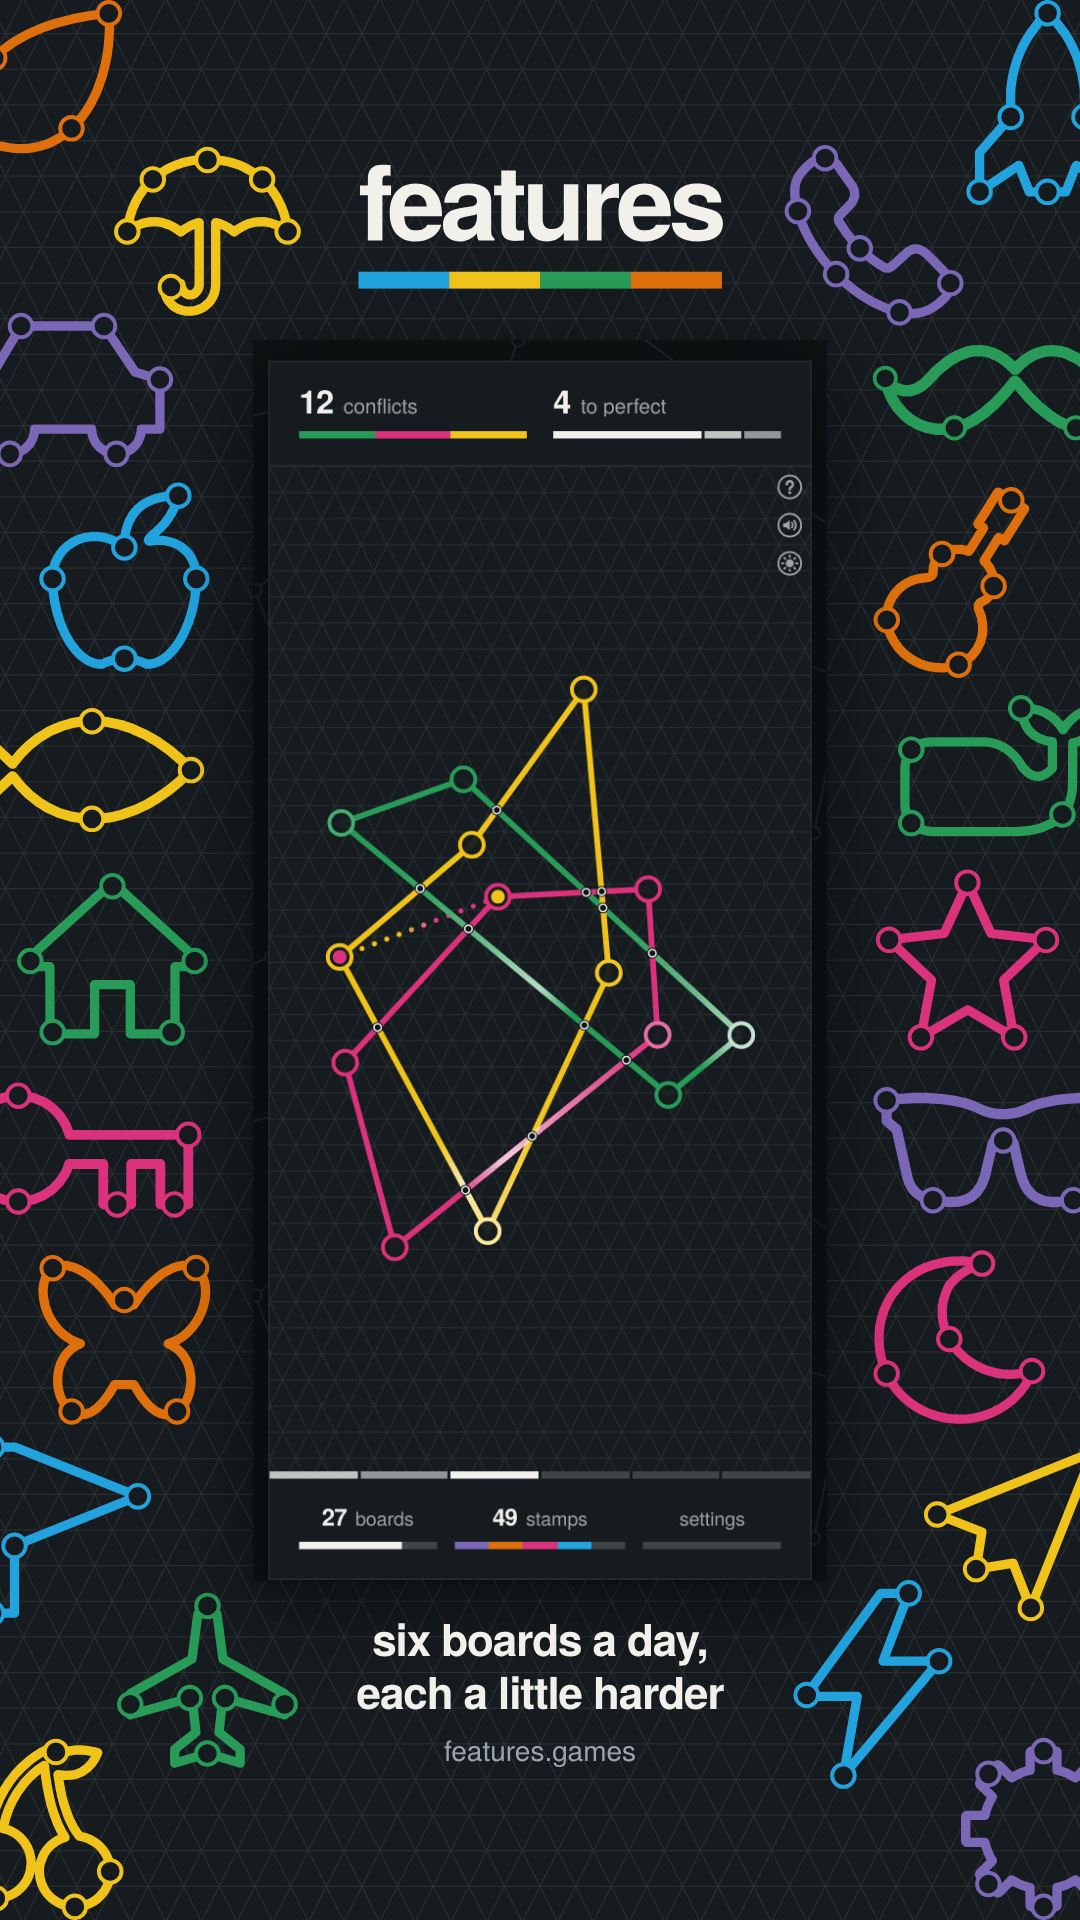 features
12 conflicts
4 to perfect
?
27 boards
49 stamps
settings
six boards a day,
each a little harder
features.games